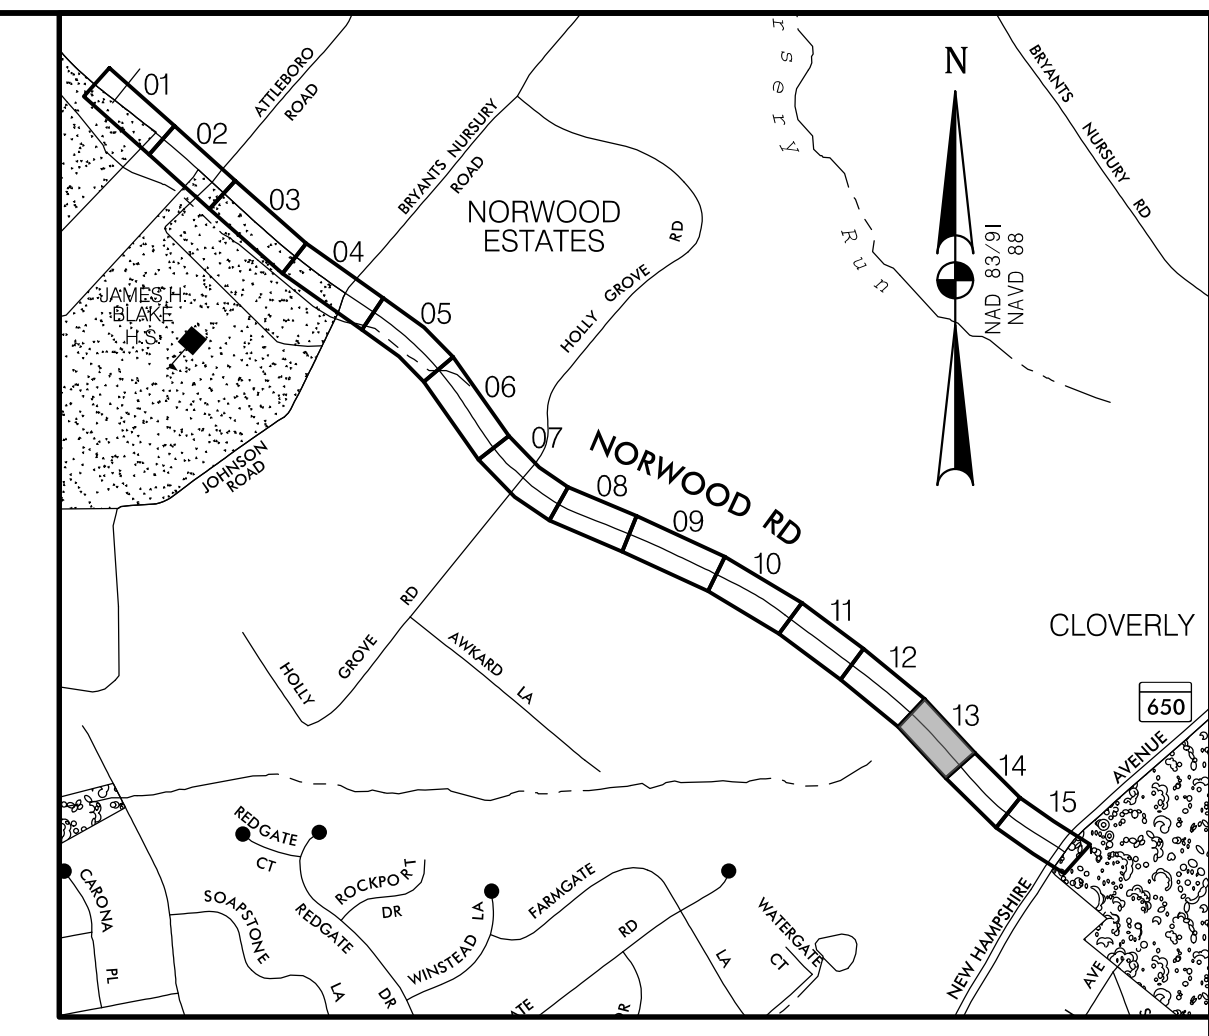 01
ATTLEBORO
ROAD
02
BRYANTS NURSURY
ROAD
03
NORWOOD
ESTATES
HOLLY GROVE RD
rsery
Run
N
NAD 83/91
NAVD 88
BRYANTS NURSURY RD
04
JAMES H.
BLAKE
H.S.
05
06
07
JOHNSON
ROAD
NORWOOD RD
08
09
10
11
12
13
14
15
CLOVERLY
650
HOLLY GROVE RD
AWKARD LA
NEW HAMPSHIRE AVENUE
REDGATE
CT
ROCKPORT
DR
CARONA PL
SOAPSTONE LA
REDGATE DR
WINSTEAD LA
FARMGATE LA
RD
WATERGATE
CT
AVE